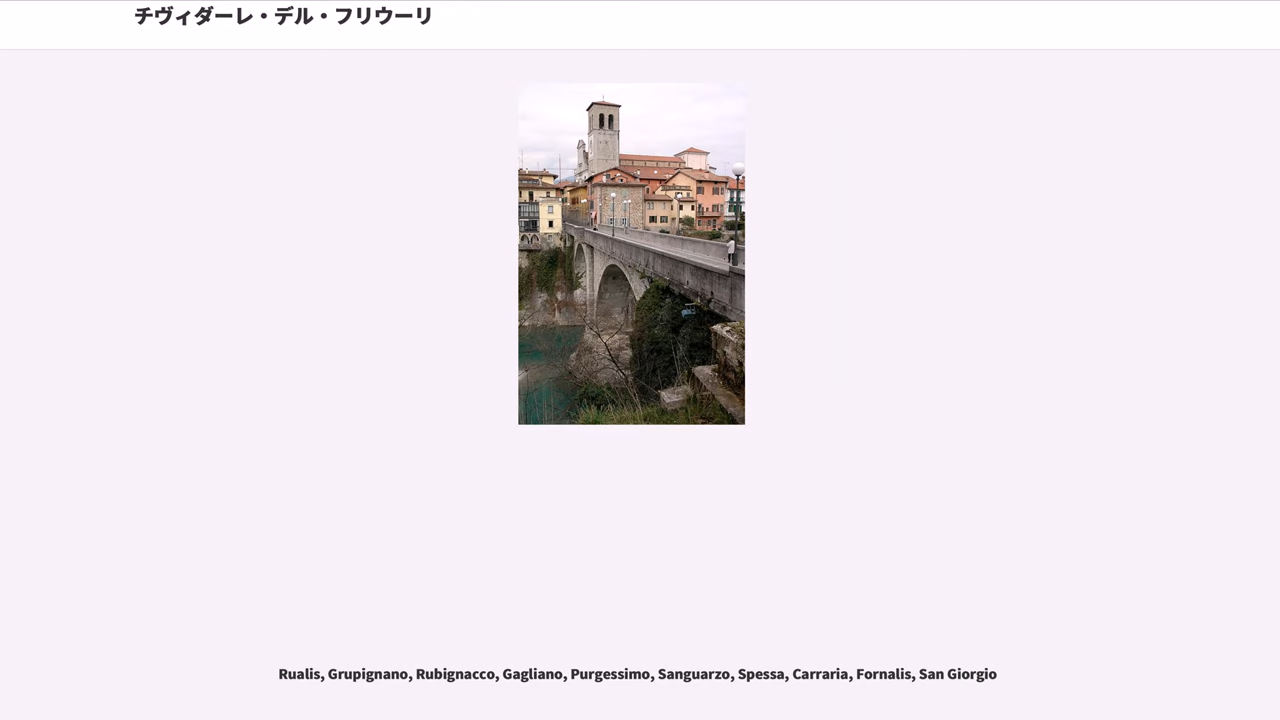 チヴィダーレ・デル・フリウーリ
Rualis, Grupignano, Rubignacco, Gagliano, Purgessimo, Sanguarzo, Spessa, Carraria, Fornalis, San Giorgio